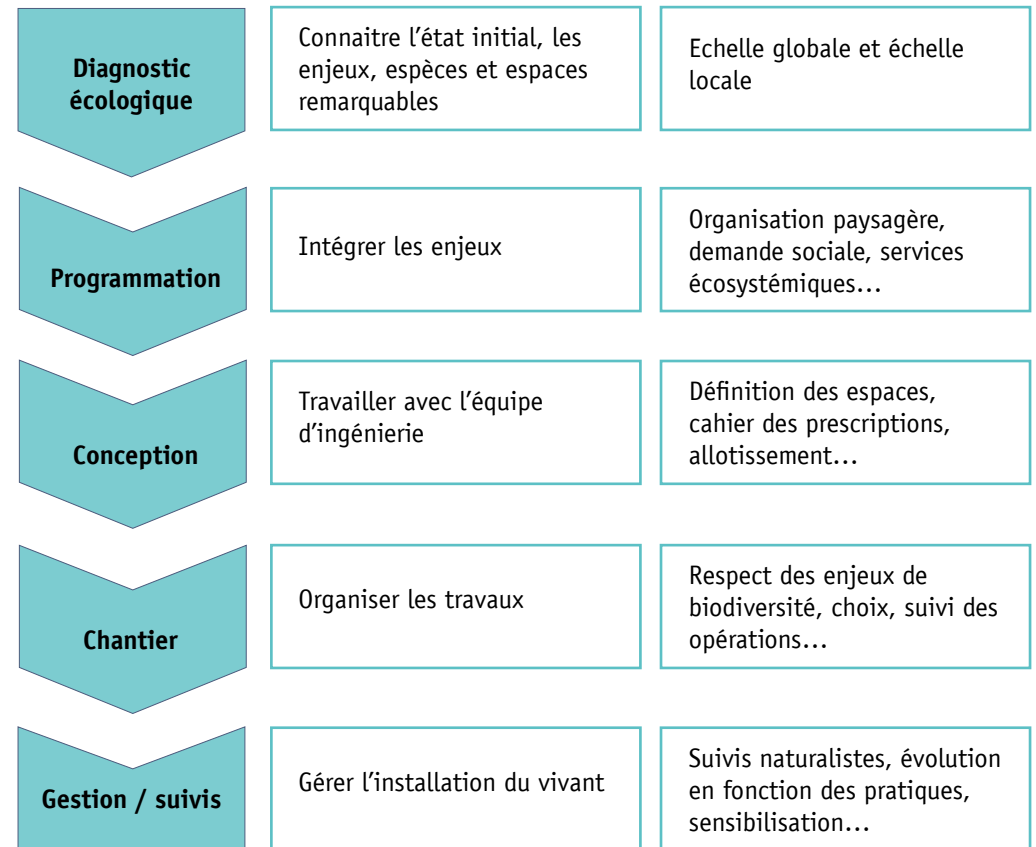 Diagnostic
écologique
Connaitre l’état initial, les
enjeux, espèces et espaces
remarquables
Echelle globale et échelle
locale
Programmation
Intégrer les enjeux
Organisation paysagère,
demande sociale, services
écosystémiques...
Conception
Travailler avec l’équipe
d’ingénierie
Définition des espaces,
cahier des prescriptions,
allotissement...
Chantier
Organiser les travaux
Respect des enjeux de
biodiversité, choix, suivi des
opérations...
Gestion / suivis
Gérer l’installation du vivant
Suivis naturalistes, évolution
en fonction des pratiques,
sensibilisation...